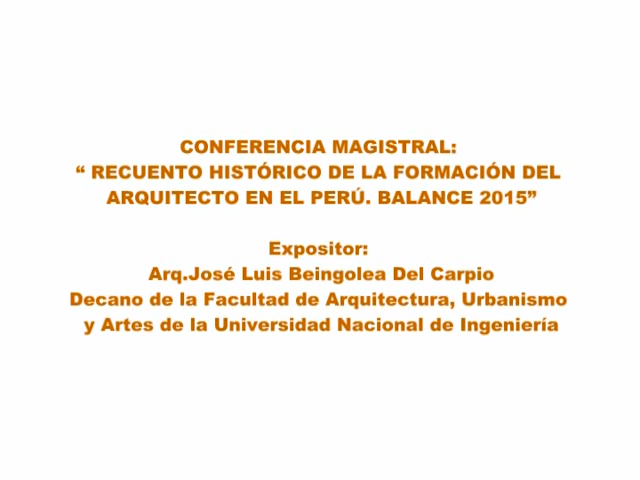 CONFERENCIA MAGISTRAL:
“ RECUENTO HISTÓRICO DE LA FORMACIÓN DEL
ARQUITECTO EN EL PERÚ. BALANCE 2015”
Expositor:
Arq.José Luis Beingolea Del Carpio
Decano de la Facultad de Arquitectura, Urbanismo
y Artes de la Universidad Nacional de Ingeniería